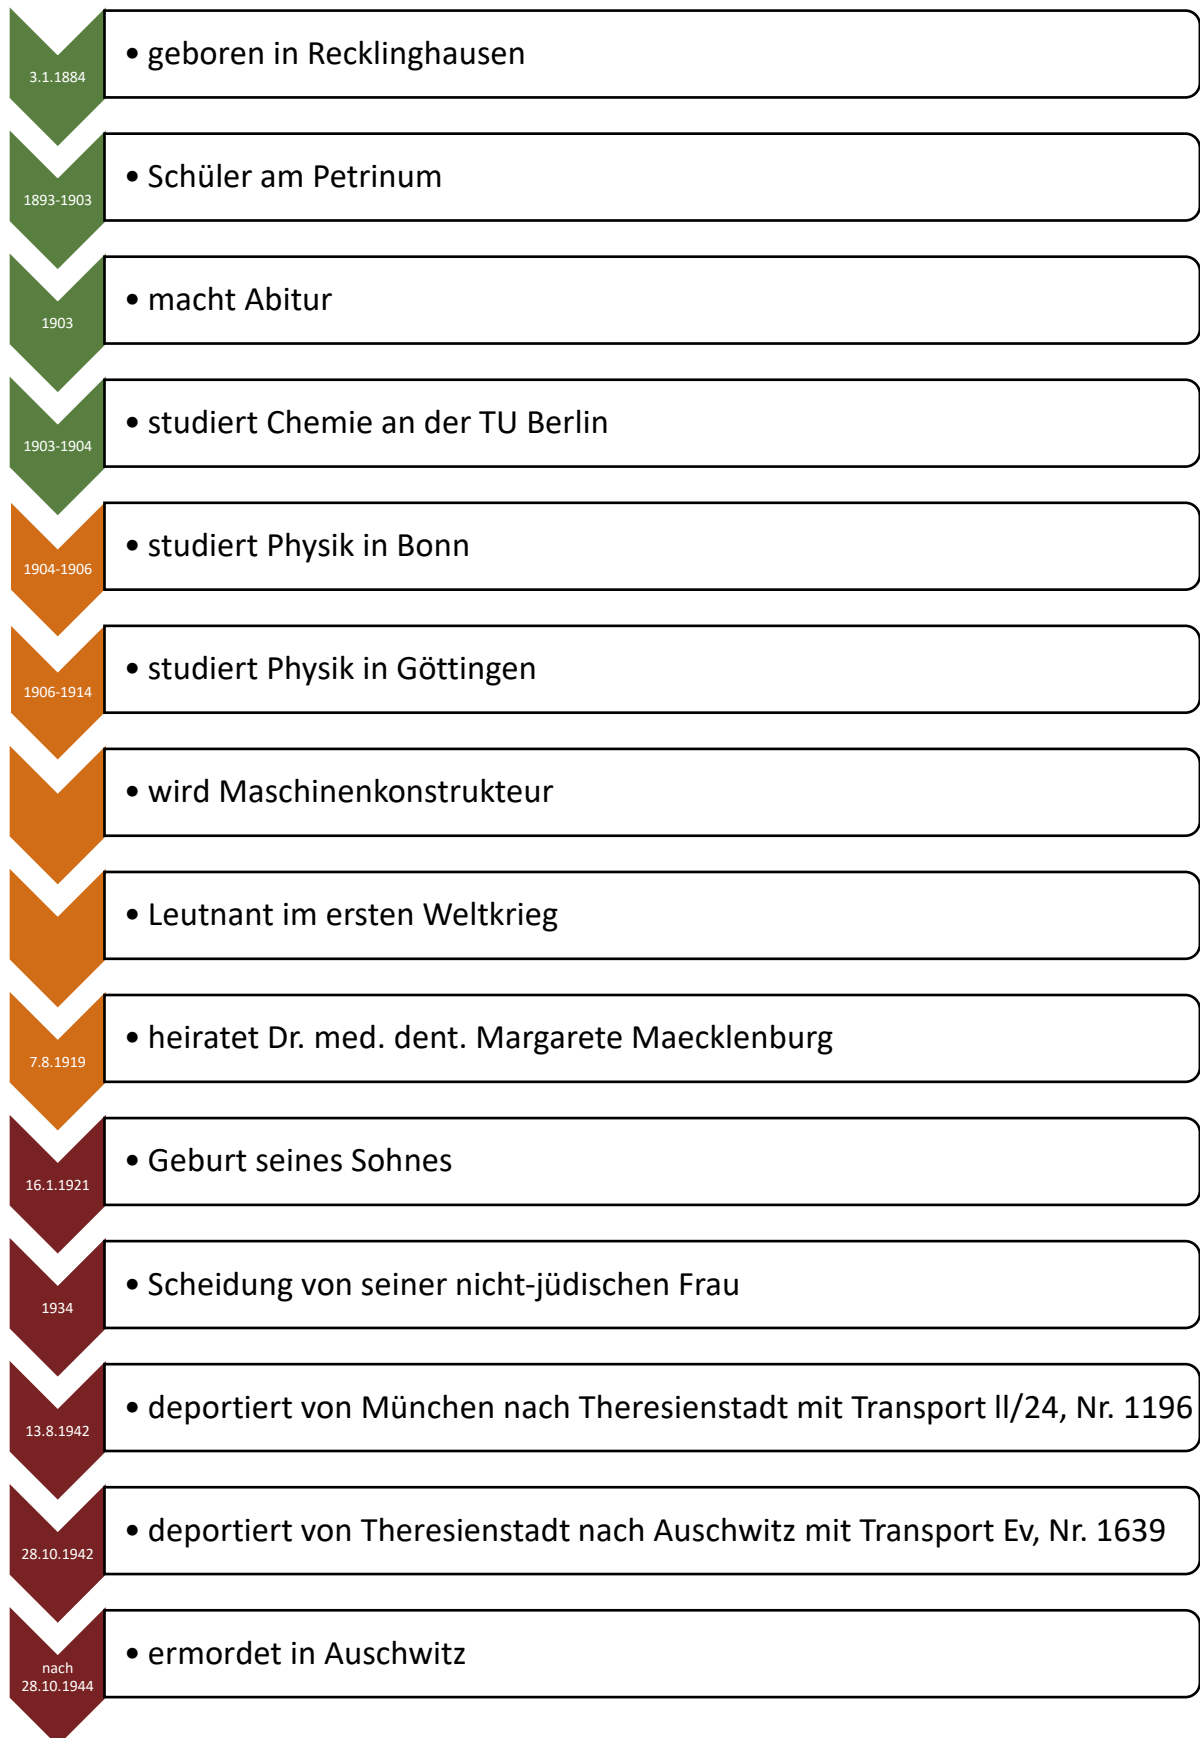 3.1.1884
• geboren in Recklinghausen
1893-1903
• Schüler am Petrinum
1903
• macht Abitur
1903-1904
• studiert Chemie an der TU Berlin
1904-1906
• studiert Physik in Bonn
1906-1914
• studiert Physik in Göttingen
• wird Maschinenkonstrukteur
• Leutnant im ersten Weltkrieg
7.8.1919
• heiratet Dr. med. dent. Margarete Maecklenburg
16.1.1921
• Geburt seines Sohnes
1934
• Scheidung von seiner nicht-jüdischen Frau
13.8.1942
• deportiert von München nach Theresienstadt mit Transport ll/24, Nr. 1196
28.10.1942
• deportiert von Theresienstadt nach Auschwitz mit Transport Ev, Nr. 1639
nach
28.10.1944
• ermordet in Auschwitz